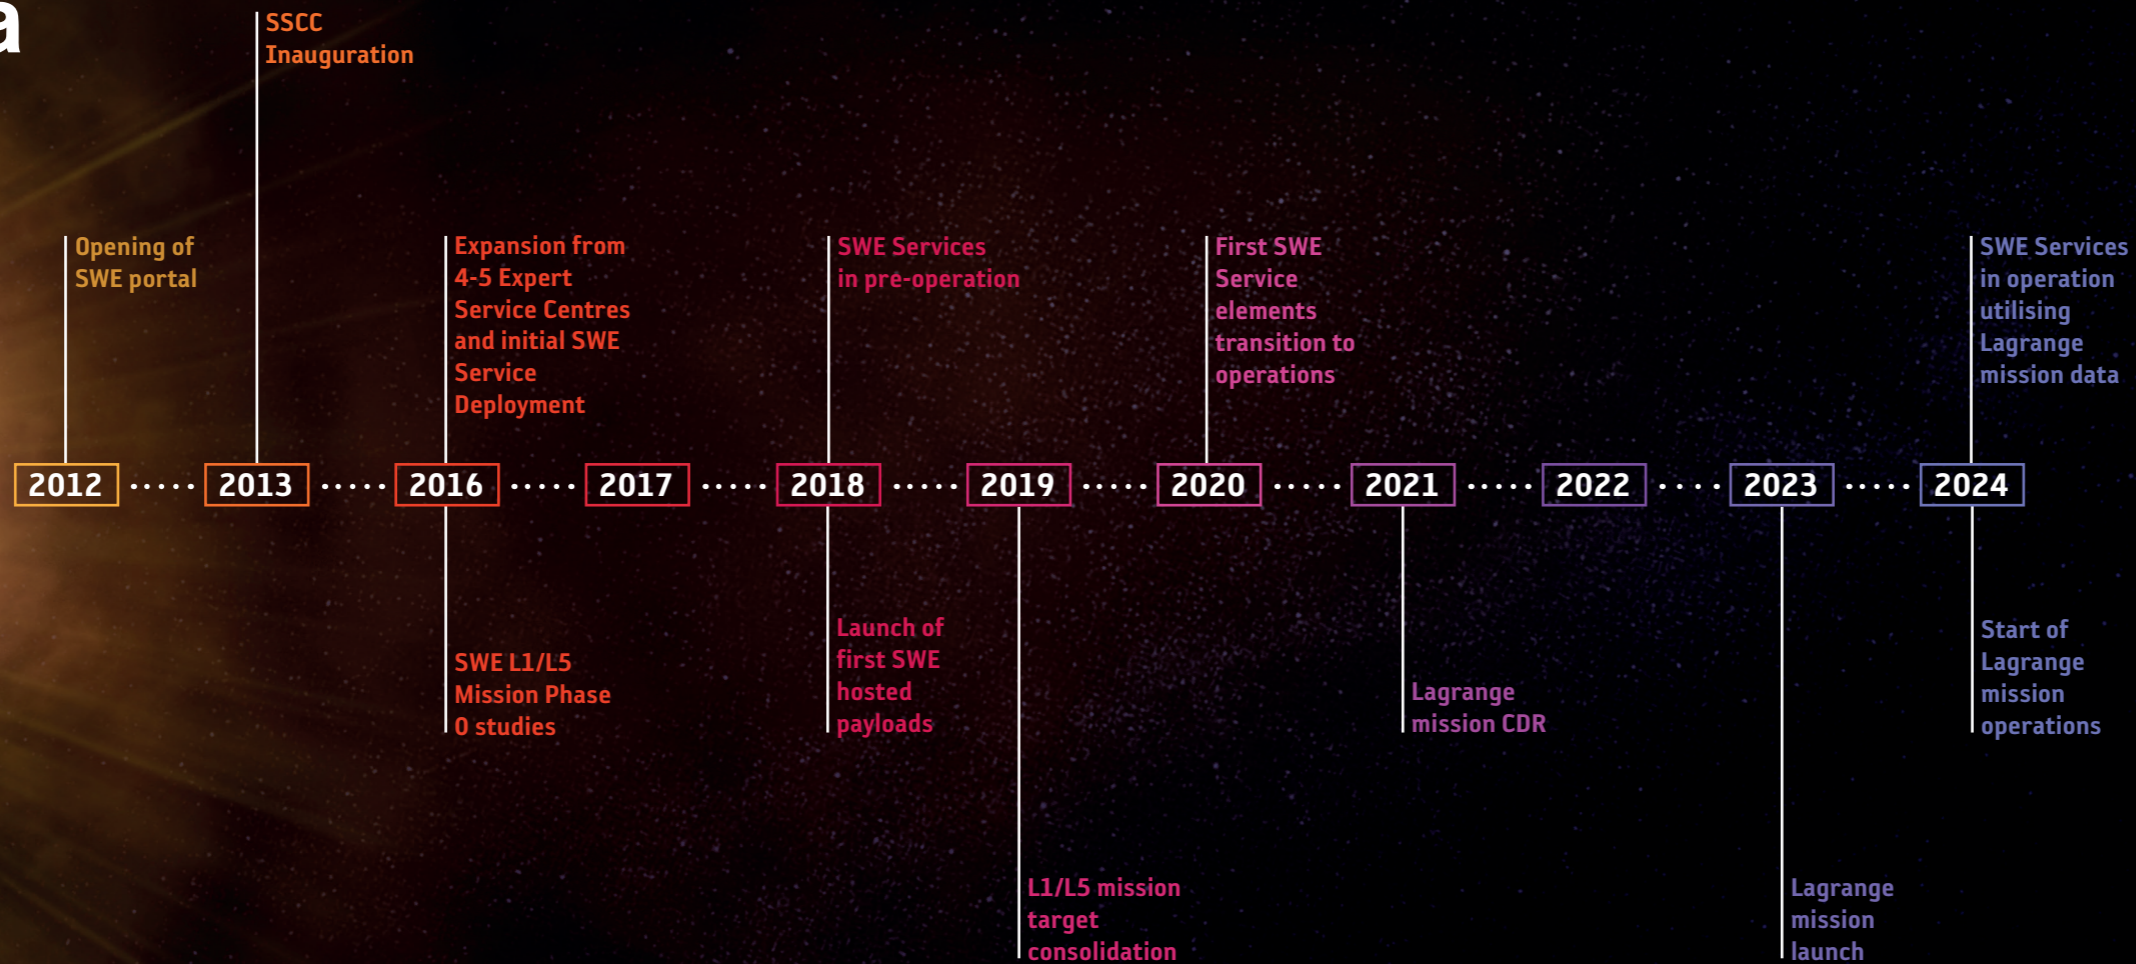 a
SSCC
Inauguration
Opening of
SWE portal
Expansion from
4-5 Expert
Service Centres
and initial SWE
Service
Deployment
SWE Services
in pre-operation
First SWE
Service
elements
transition to
operations
SWE Services
in operation
utilising
Lagrange
mission data
2012 ..... 2013 ..... 2016 ..... 2017 ..... 2018 ..... 2019 ..... 2020 ..... 2021 ..... 2022 .... 2023 ..... 2024
SWE L1/L5
Mission Phase
0 studies
Launch of
first SWE
hosted
payloads
L1/L5 mission
target
consolidation
Lagrange
mission CDR
Lagrange
mission
launch
Start of
Lagrange
mission
operations